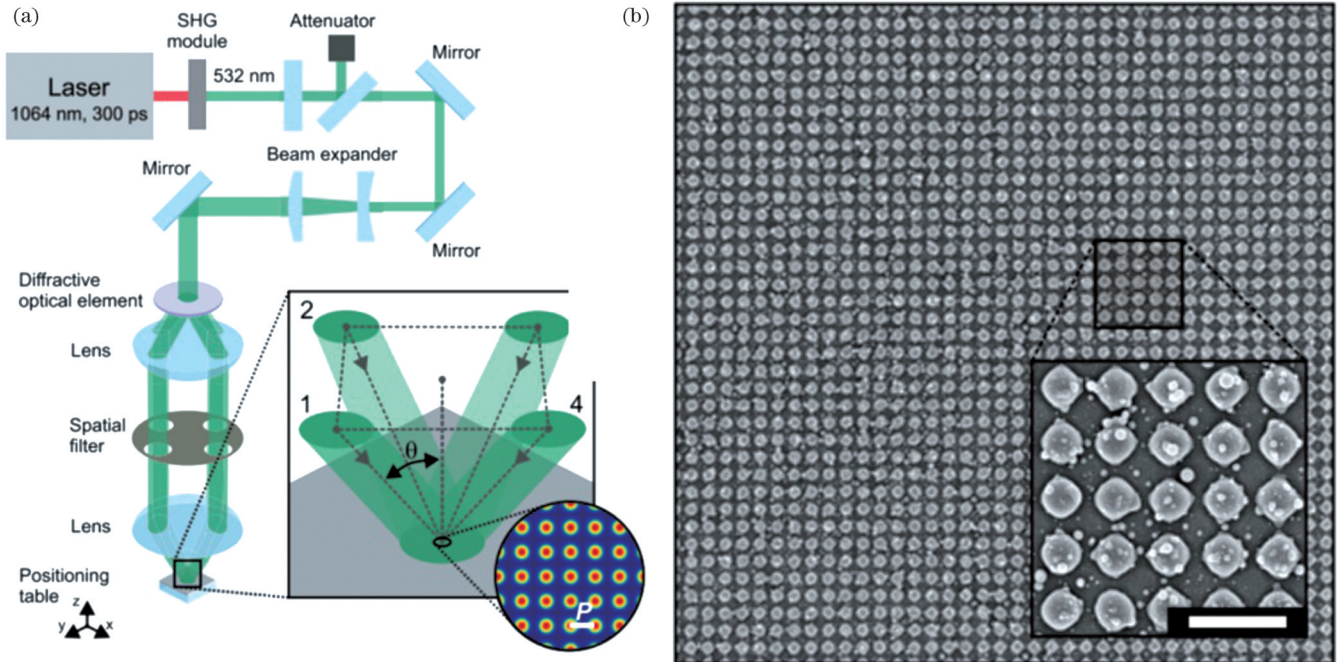 (a)
SHG
module
Attenuator
Mirror
532 nm
Laser
1064 nm, 300 ps
Beam expander
Mirror
Mirror
Diffractive
optical element
Lens
Spatial
filter
Lens
Positioning
table
z
y
x
2
1
4
θ
P
(b)